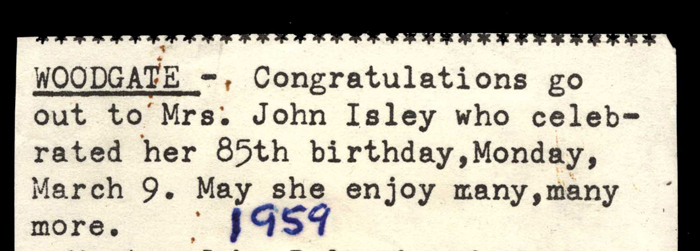 ***********************************
WOODGATE - Congratulations go
out to Mrs. John Isley who celeb-
rated her 85th birthday,Monday,
March 9. May she enjoy many,many
more. 1959